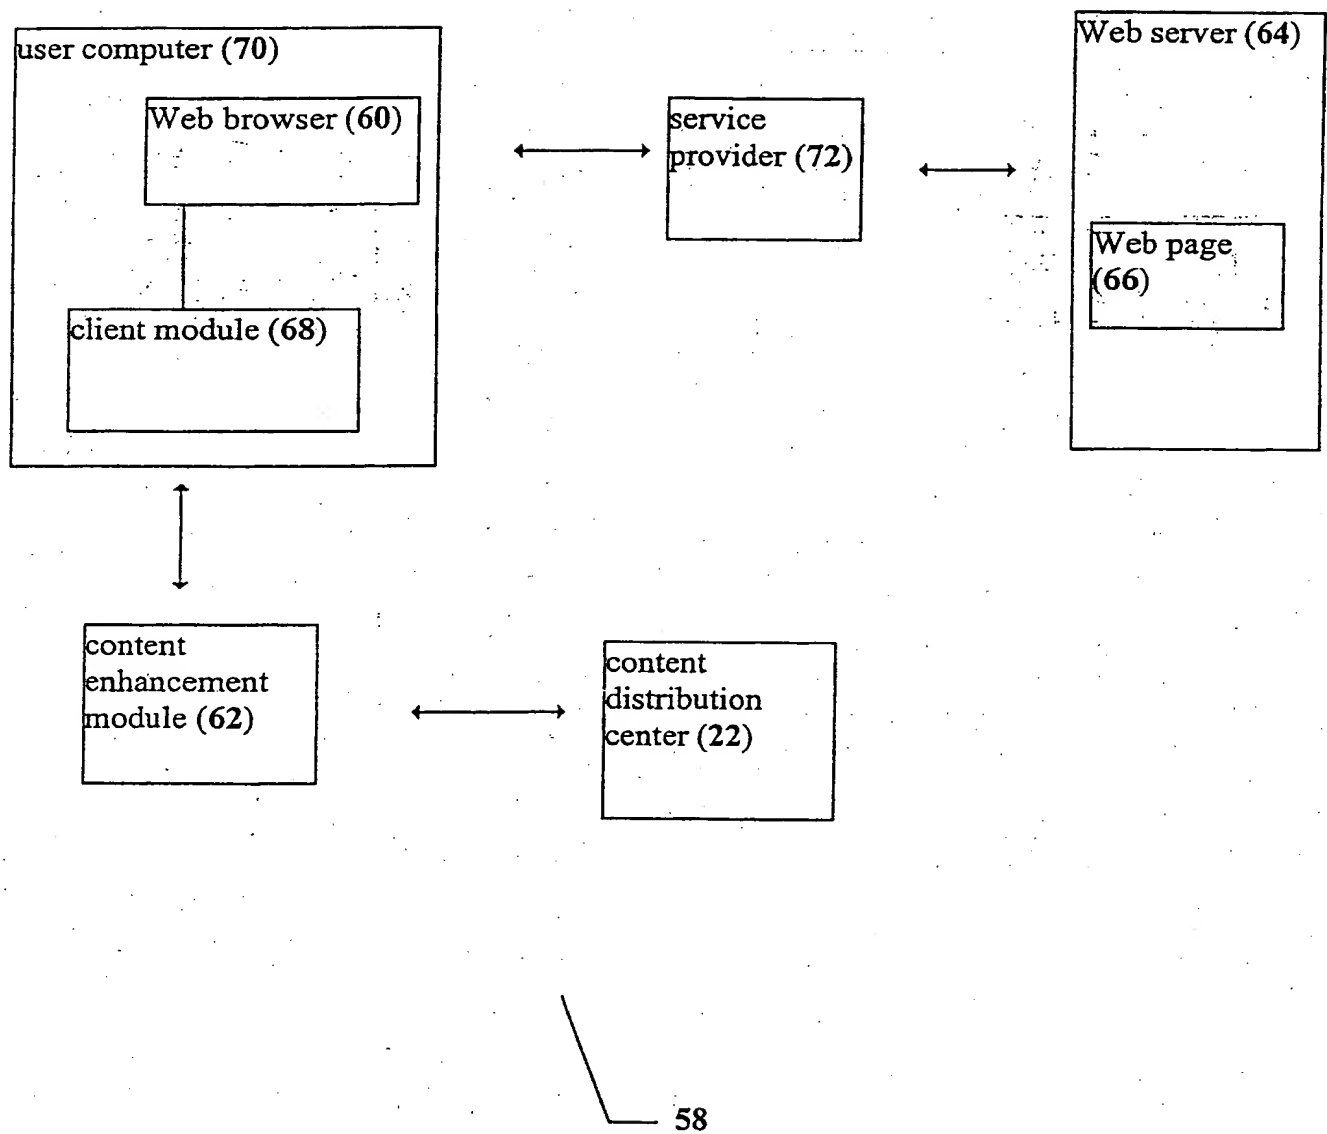 user computer (70)
Web browser (60)
client module (68)
service
provider (72)
Web server (64)
Web page
(66)
content
enhancement
module (62)
content
distribution
center (22)
58